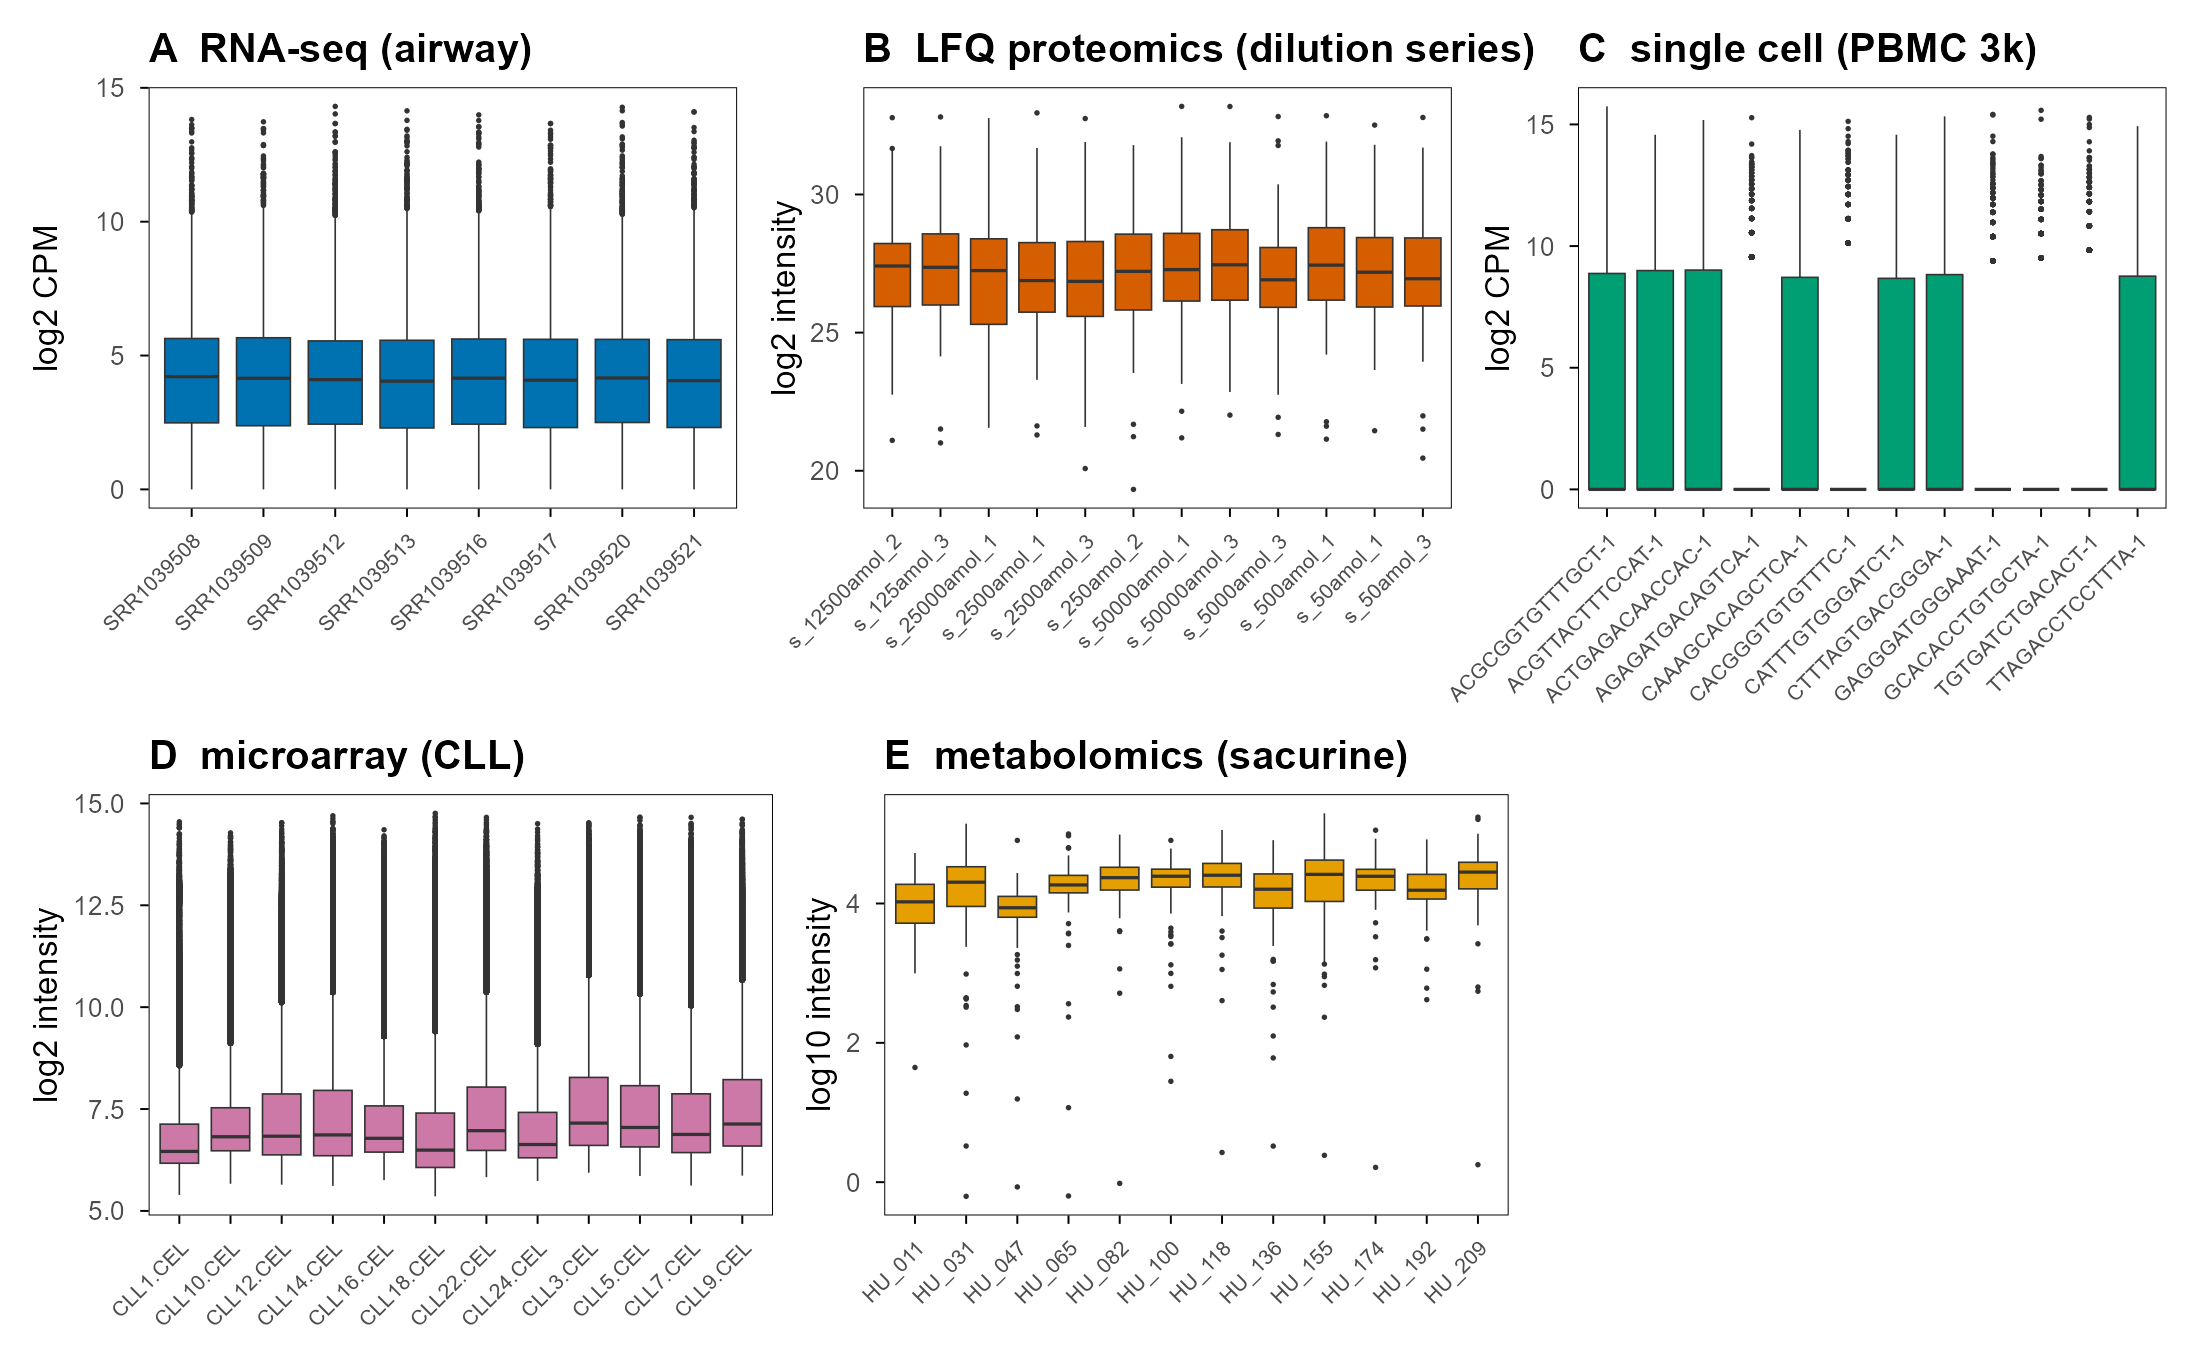 A RNA-seq (airway)
log2 CPM
15
10
5
0
SRR1039508
SRR1039509
SRR1039512
SRR1039513
SRR1039516
SRR1039517
SRR1039520
SRR1039521
B LFQ proteomics (dilution series)
log2 intensity
30
25
20
s_12500amol_2
s_125amol_3
s_25000amol_1
s_2500amol_1
s_2500amol_3
s_250amol_2
s_50000amol_1
s_50000amol_3
s_5000amol_3
s_500amol_1
s_50amol_1
s_50amol_3
C single cell (PBMC 3k)
log2 CPM
15
10
5
0
ACGCGGTGTTTGCT-1
ACGTTACTTTCCAT-1
ACTGAGACAACCAC-1
AGAGATGACAGTCA-1
CAAAGCACAGCTCA-1
CACGGGTGTGTTTC-1
CATTTGTGGGATCT-1
CTTTAGTGACGGGA-1
GAGGGATGGGAAAT-1
GCACACCTGTGCTA-1
TGTGATCTGACACT-1
TTAGACCTCCTTTA-1
D microarray (CLL)
log2 intensity
15.0
12.5
10.0
7.5
5.0
CLL1.CEL
CLL10.CEL
CLL12.CEL
CLL14.CEL
CLL16.CEL
CLL18.CEL
CLL22.CEL
CLL24.CEL
CLL3.CEL
CLL5.CEL
CLL7.CEL
CLL9.CEL
E metabolomics (sacurine)
log10 intensity
4
2
0
HU_011
HU_031
HU_047
HU_065
HU_082
HU_100
HU_118
HU_136
HU_155
HU_174
HU_192
HU_209